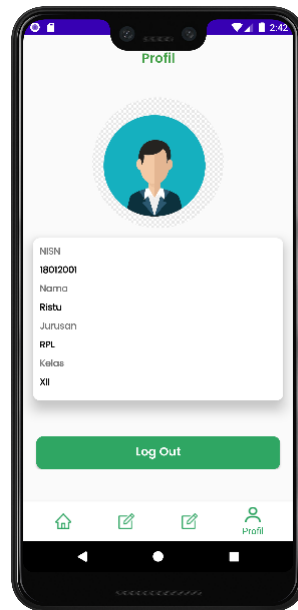 2:42
Profil
NISN
18012001
Nama
Ristu
Jurusan
RPL
Kelas
XII
Log Out
Profil